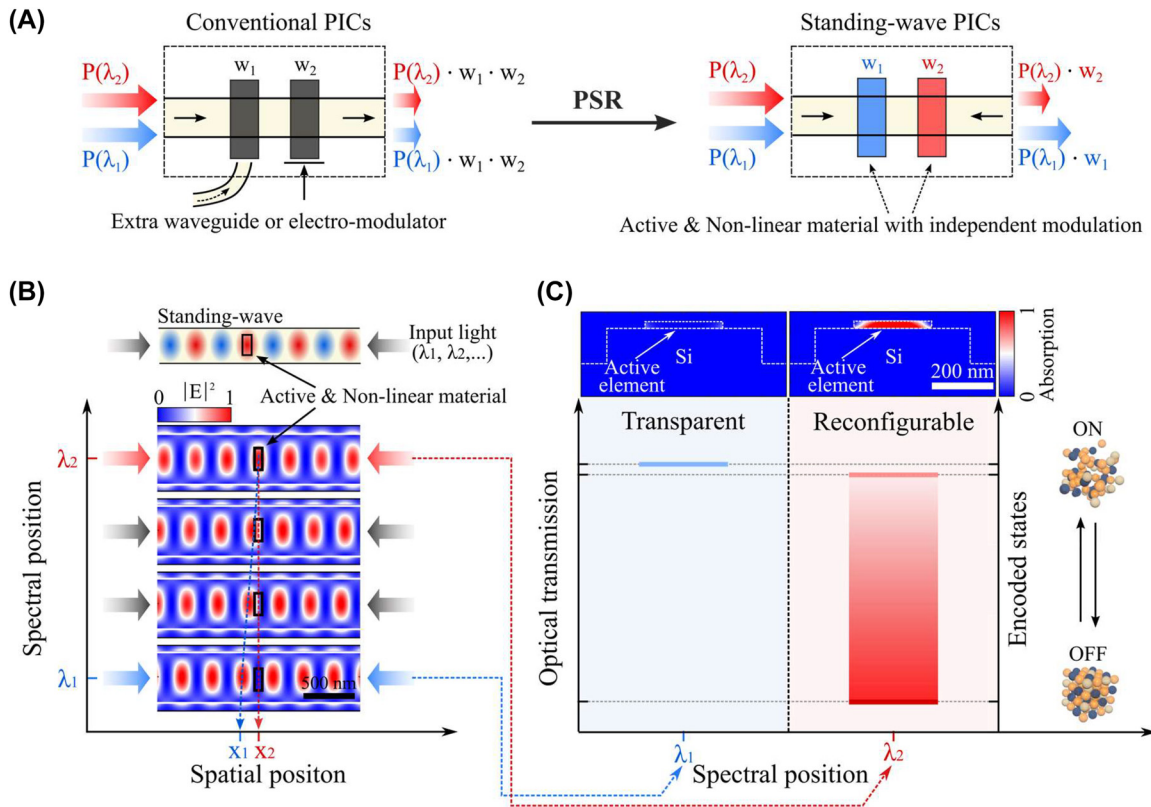 (A)
Conventional PICs
Standing-wave PICs
P(λ2)
w1
w2
P(λ2) · w1 · w2
P(λ1)
P(λ1) · w1 · w2
Extra waveguide or electro-modulator
PSR
P(λ2)
w1
w2
P(λ2) · w2
P(λ1)
P(λ1) · w1
Active & Non-linear material with independent modulation
(B)
Standing-wave
Input light
(λ1, λ2,...)
0 |E|² 1
Active & Non-linear material
λ2
λ1
Spectral position
500 nm
x1 x2
Spatial positon
(C)
Active
element
Si
Active
element
Si
200 nm
0 Absorption 1
Transparent
Reconfigurable
Optical transmission
Encoded states
ON
OFF
λ1
λ2
Spectral position